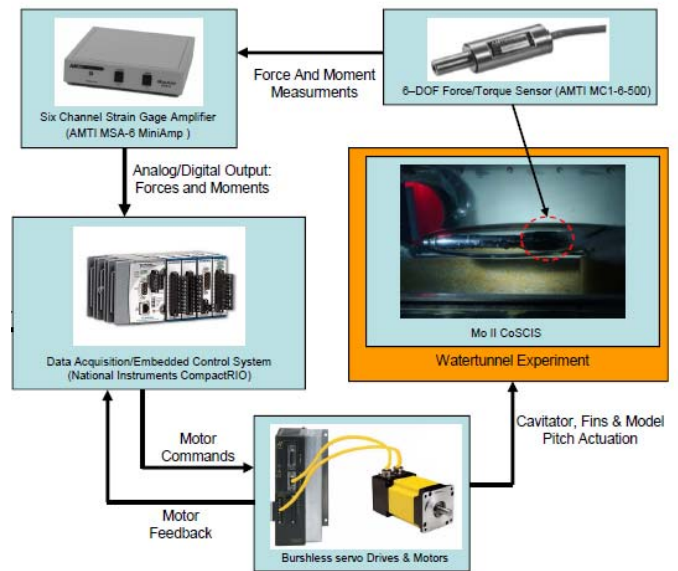 Force And Moment
Measurments
6–DOF Force/Torque Sensor (AMTI MC1-6-500)
Six Channel Strain Gage Amplifier
(AMTI MSA-6 MiniAmp )
Analog/Digital Output:
Forces and Moments
Mo II CoSCIS
Watertunnel Experiment
Data Acquisition/Embedded Control System
(National Instruments CompactRIO)
Motor
Commands
Cavitator, Fins & Model
Pitch Actuation
Motor
Feedback
Burshless servo Drives & Motors